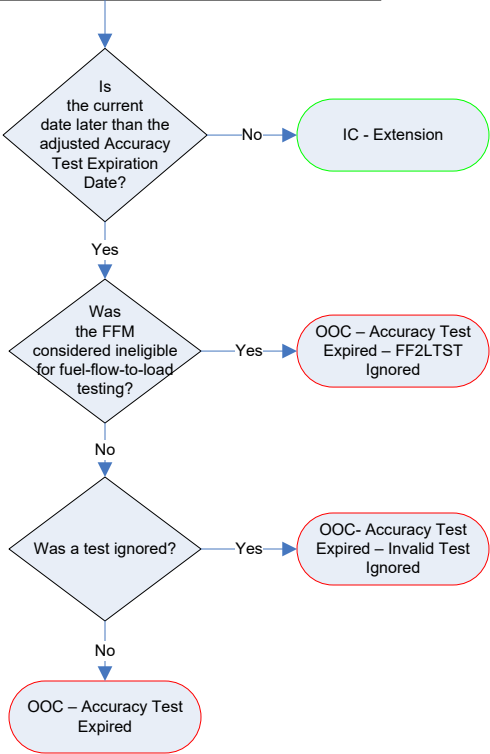 Is
the current
date later than the
adjusted Accuracy
Test Expiration
Date?
No
IC - Extension
Yes
Was
the FFM
considered ineligible
for fuel-flow-to-load
testing?
Yes
OOC – Accuracy Test
Expired – FF2LTST
Ignored
No
Was a test ignored?
Yes
OOC- Accuracy Test
Expired – Invalid Test
Ignored
No
OOC – Accuracy Test
Expired